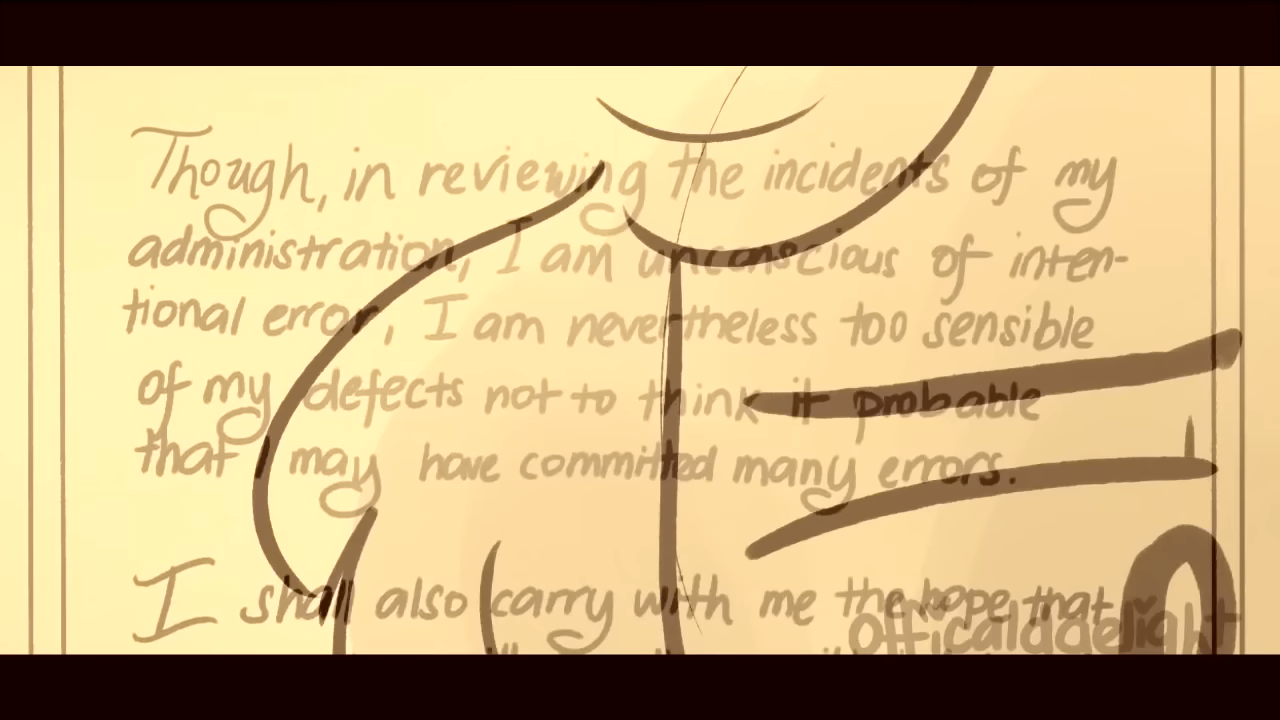 Though, in reviewing the incidents of my
administration, I am unconscious of inten-
tional error, I am nevertheless too sensible
of my defects not to think it probable
that I may have committed many errors.
I shall also carry with me the hope that
officaldaelight